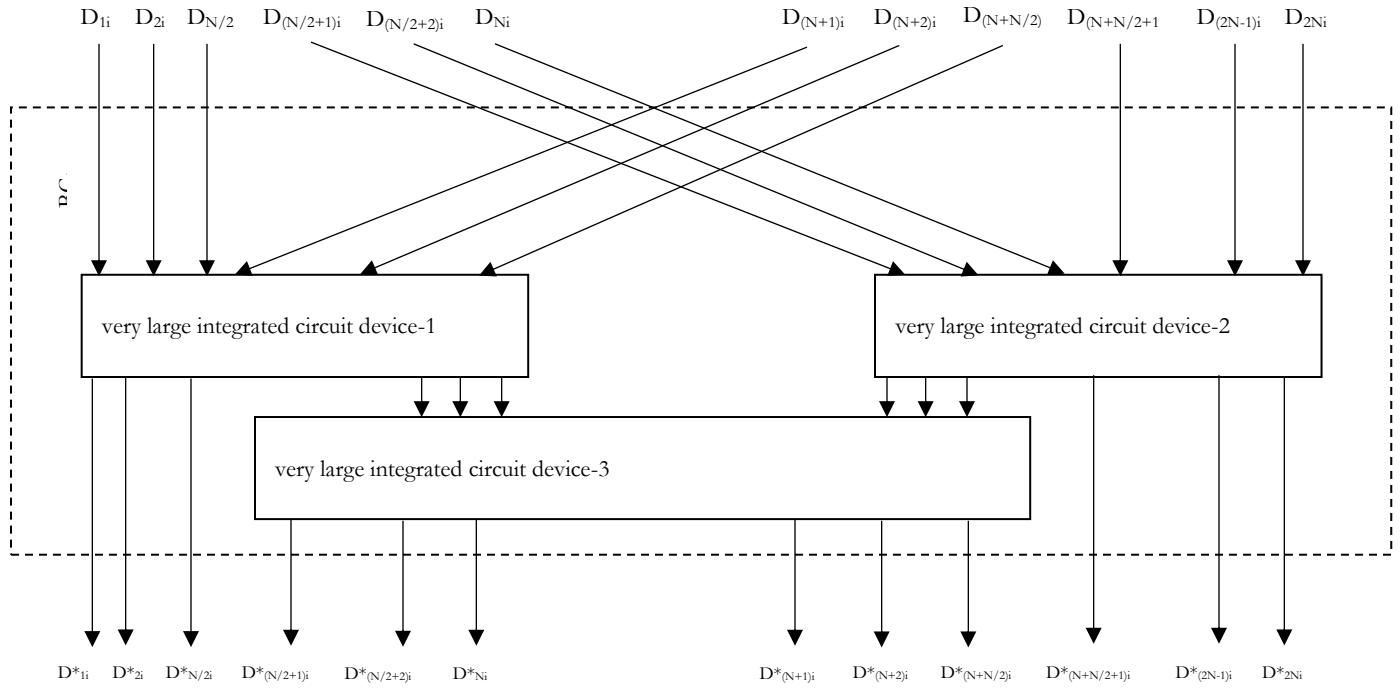 D1i D2i DN/2 D(N/2+1)i D(N/2+2)i DNi D(N+1)i D(N+2)i D(N+N/2) D(N+N/2+1 D(2N-1)i D2Ni
very large integrated circuit device-1 very large integrated circuit device-2
very large integrated circuit device-3
D*1i D*2i D*N/2i D*(N/2+1)i D*(N/2+2)i D*Ni D*(N+1)i D*(N+2)i D*(N+N/2)i D*(N+N/2+1)i D*(2N-1)i D*2Ni